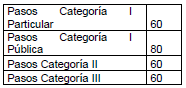 Pasos Categoría I
Particular 60
Pasos Categoría I
Pública 80
Pasos Categoría II 60
Pasos Categoría III 60